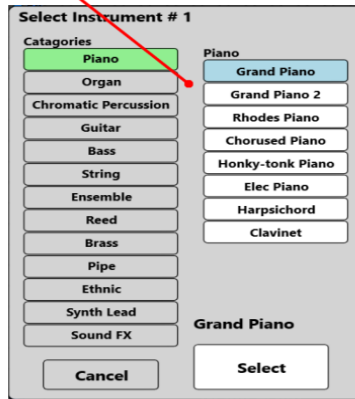 Select Instrument # 1
Catagories
Piano
Organ
Chromatic Percussion
Guitar
Bass
String
Ensemble
Reed
Brass
Pipe
Ethnic
Synth Lead
Sound FX
Cancel
Piano
Grand Piano
Grand Piano 2
Rhodes Piano
Chorused Piano
Honky-tonk Piano
Elec Piano
Harpsichord
Clavinet
Grand Piano
Select